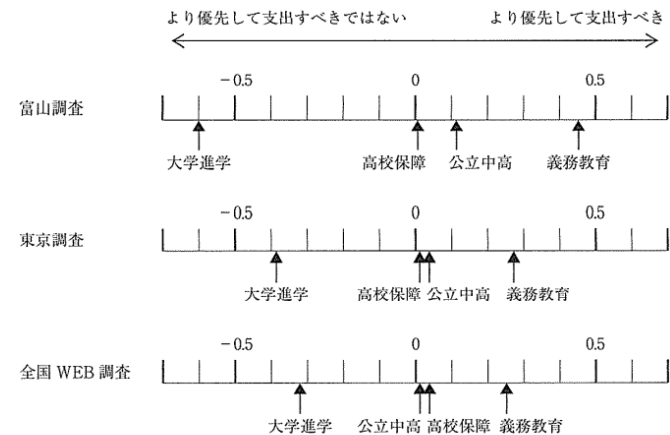 より優先して支出すべきではない　より優先して支出すべき
－0.5　0　0.5
富山調査
大学進学　高校保障　公立中高　義務教育
－0.5　0　0.5
東京調査
大学進学　高校保障　公立中高　義務教育
－0.5　0　0.5
全国 WEB 調査
大学進学　公立中高　高校保障　義務教育